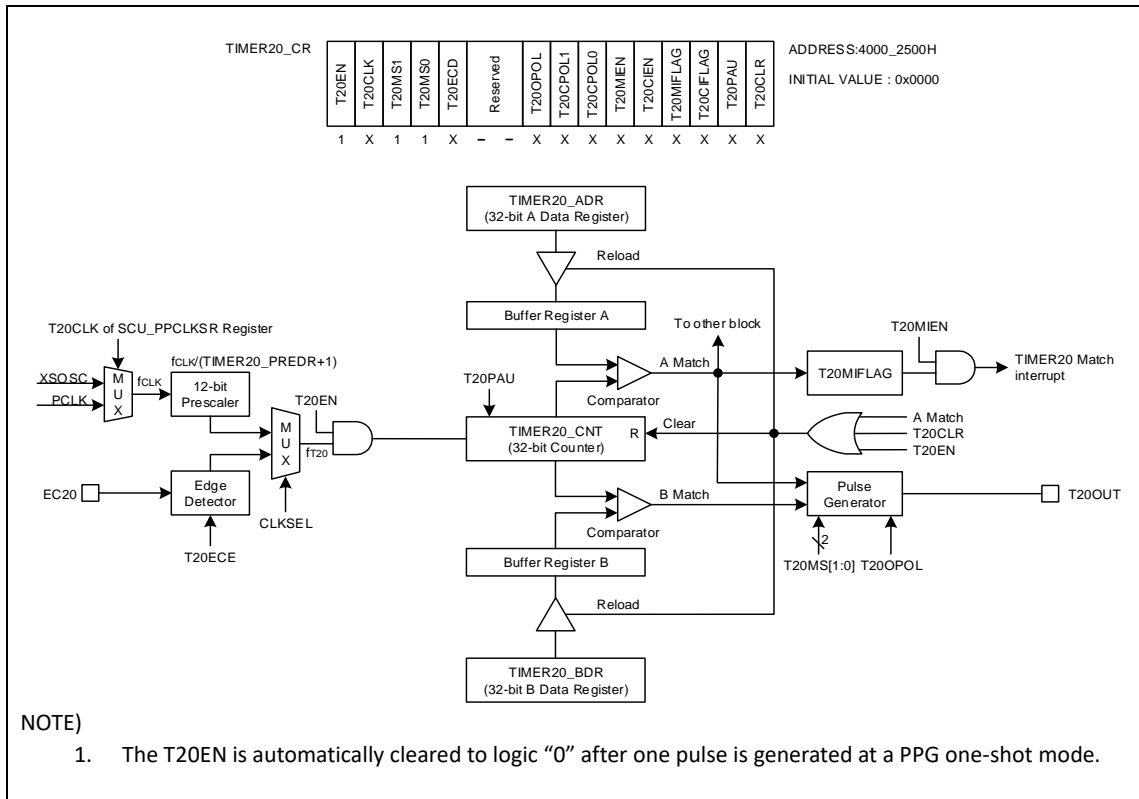 TIMER20_CR
T20EN
T20CLK
T20MS1
T20MS0
T20ECD
Reserved
T20OPOL
T20CPOL1
T20CPOL0
T20MIEN
T20CIEN
T20MIFLAG
T20CIFLAG
T20PAU
T20CLR
ADDRESS:4000_2500H
INITIAL VALUE : 0x0000
1 X 1 1 X – – X X X X X X X X X
TIMER20_ADR
(32-bit A Data Register)
Reload
Buffer Register A
To other block
T20MIEN
T20CLK of SCU_PPCLKSR Register
fCLK/(TIMER20_PREDR+1)
XSOSC
PCLK
MUX
fCLK
12-bit
Prescaler
T20EN
MUX
fT20
CLKSEL
EC20
Edge
Detector
T20ECE
T20PAU
A Match
Comparator
T20MIFLAG
TIMER20 Match
interrupt
TIMER20_CNT
(32-bit Counter)
R
Clear
A Match
T20CLR
T20EN
B Match
Comparator
Pulse
Generator
T20OUT
2
T20MS[1:0]
T20OPOL
Buffer Register B
Reload
TIMER20_BDR
(32-bit B Data Register)
NOTE)
1. The T20EN is automatically cleared to logic “0” after one pulse is generated at a PPG one-shot mode.